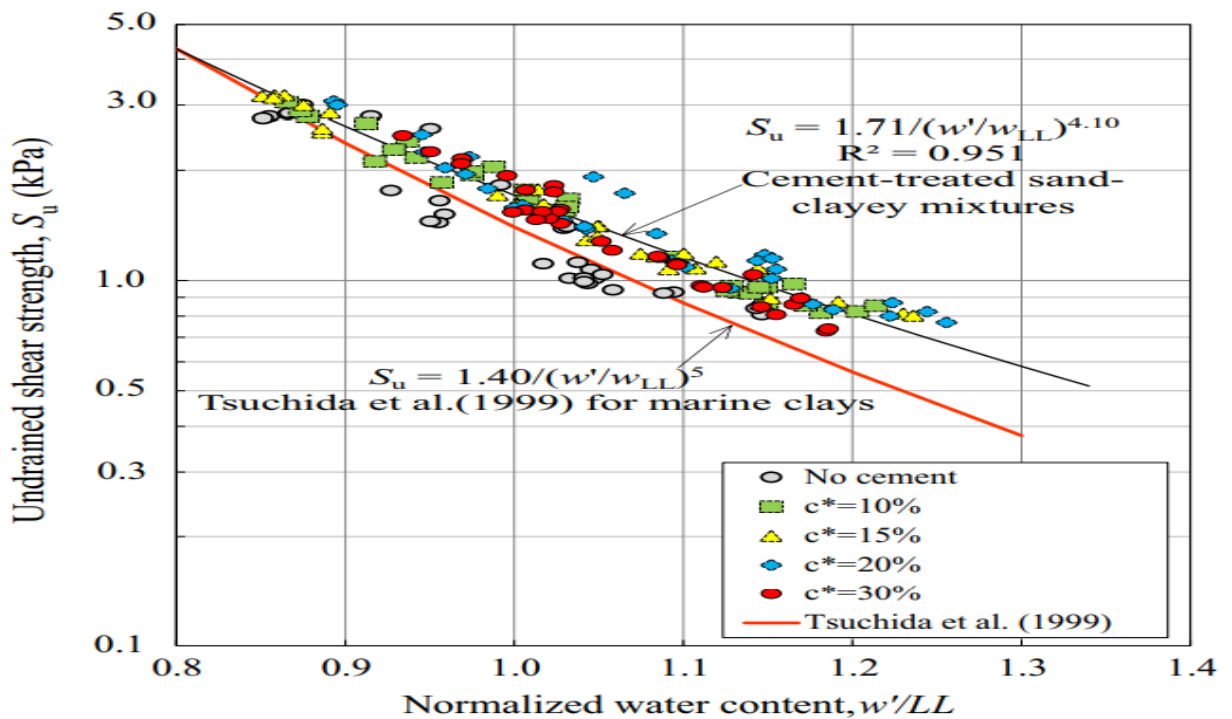 Undrained shear strength, Su (kPa)
5.0
3.0
1.0
0.5
0.3
0.1
Su = 1.71/(w'/wLL)4.10
R² = 0.951
Cement-treated sand-
clayey mixtures
Su = 1.40/(w'/wLL)5
Tsuchida et al.(1999) for marine clays
No cement
c*=10%
c*=15%
c*=20%
c*=30%
Tsuchida et al. (1999)
0.8 0.9 1.0 1.1 1.2 1.3 1.4
Normalized water content, w'/LL